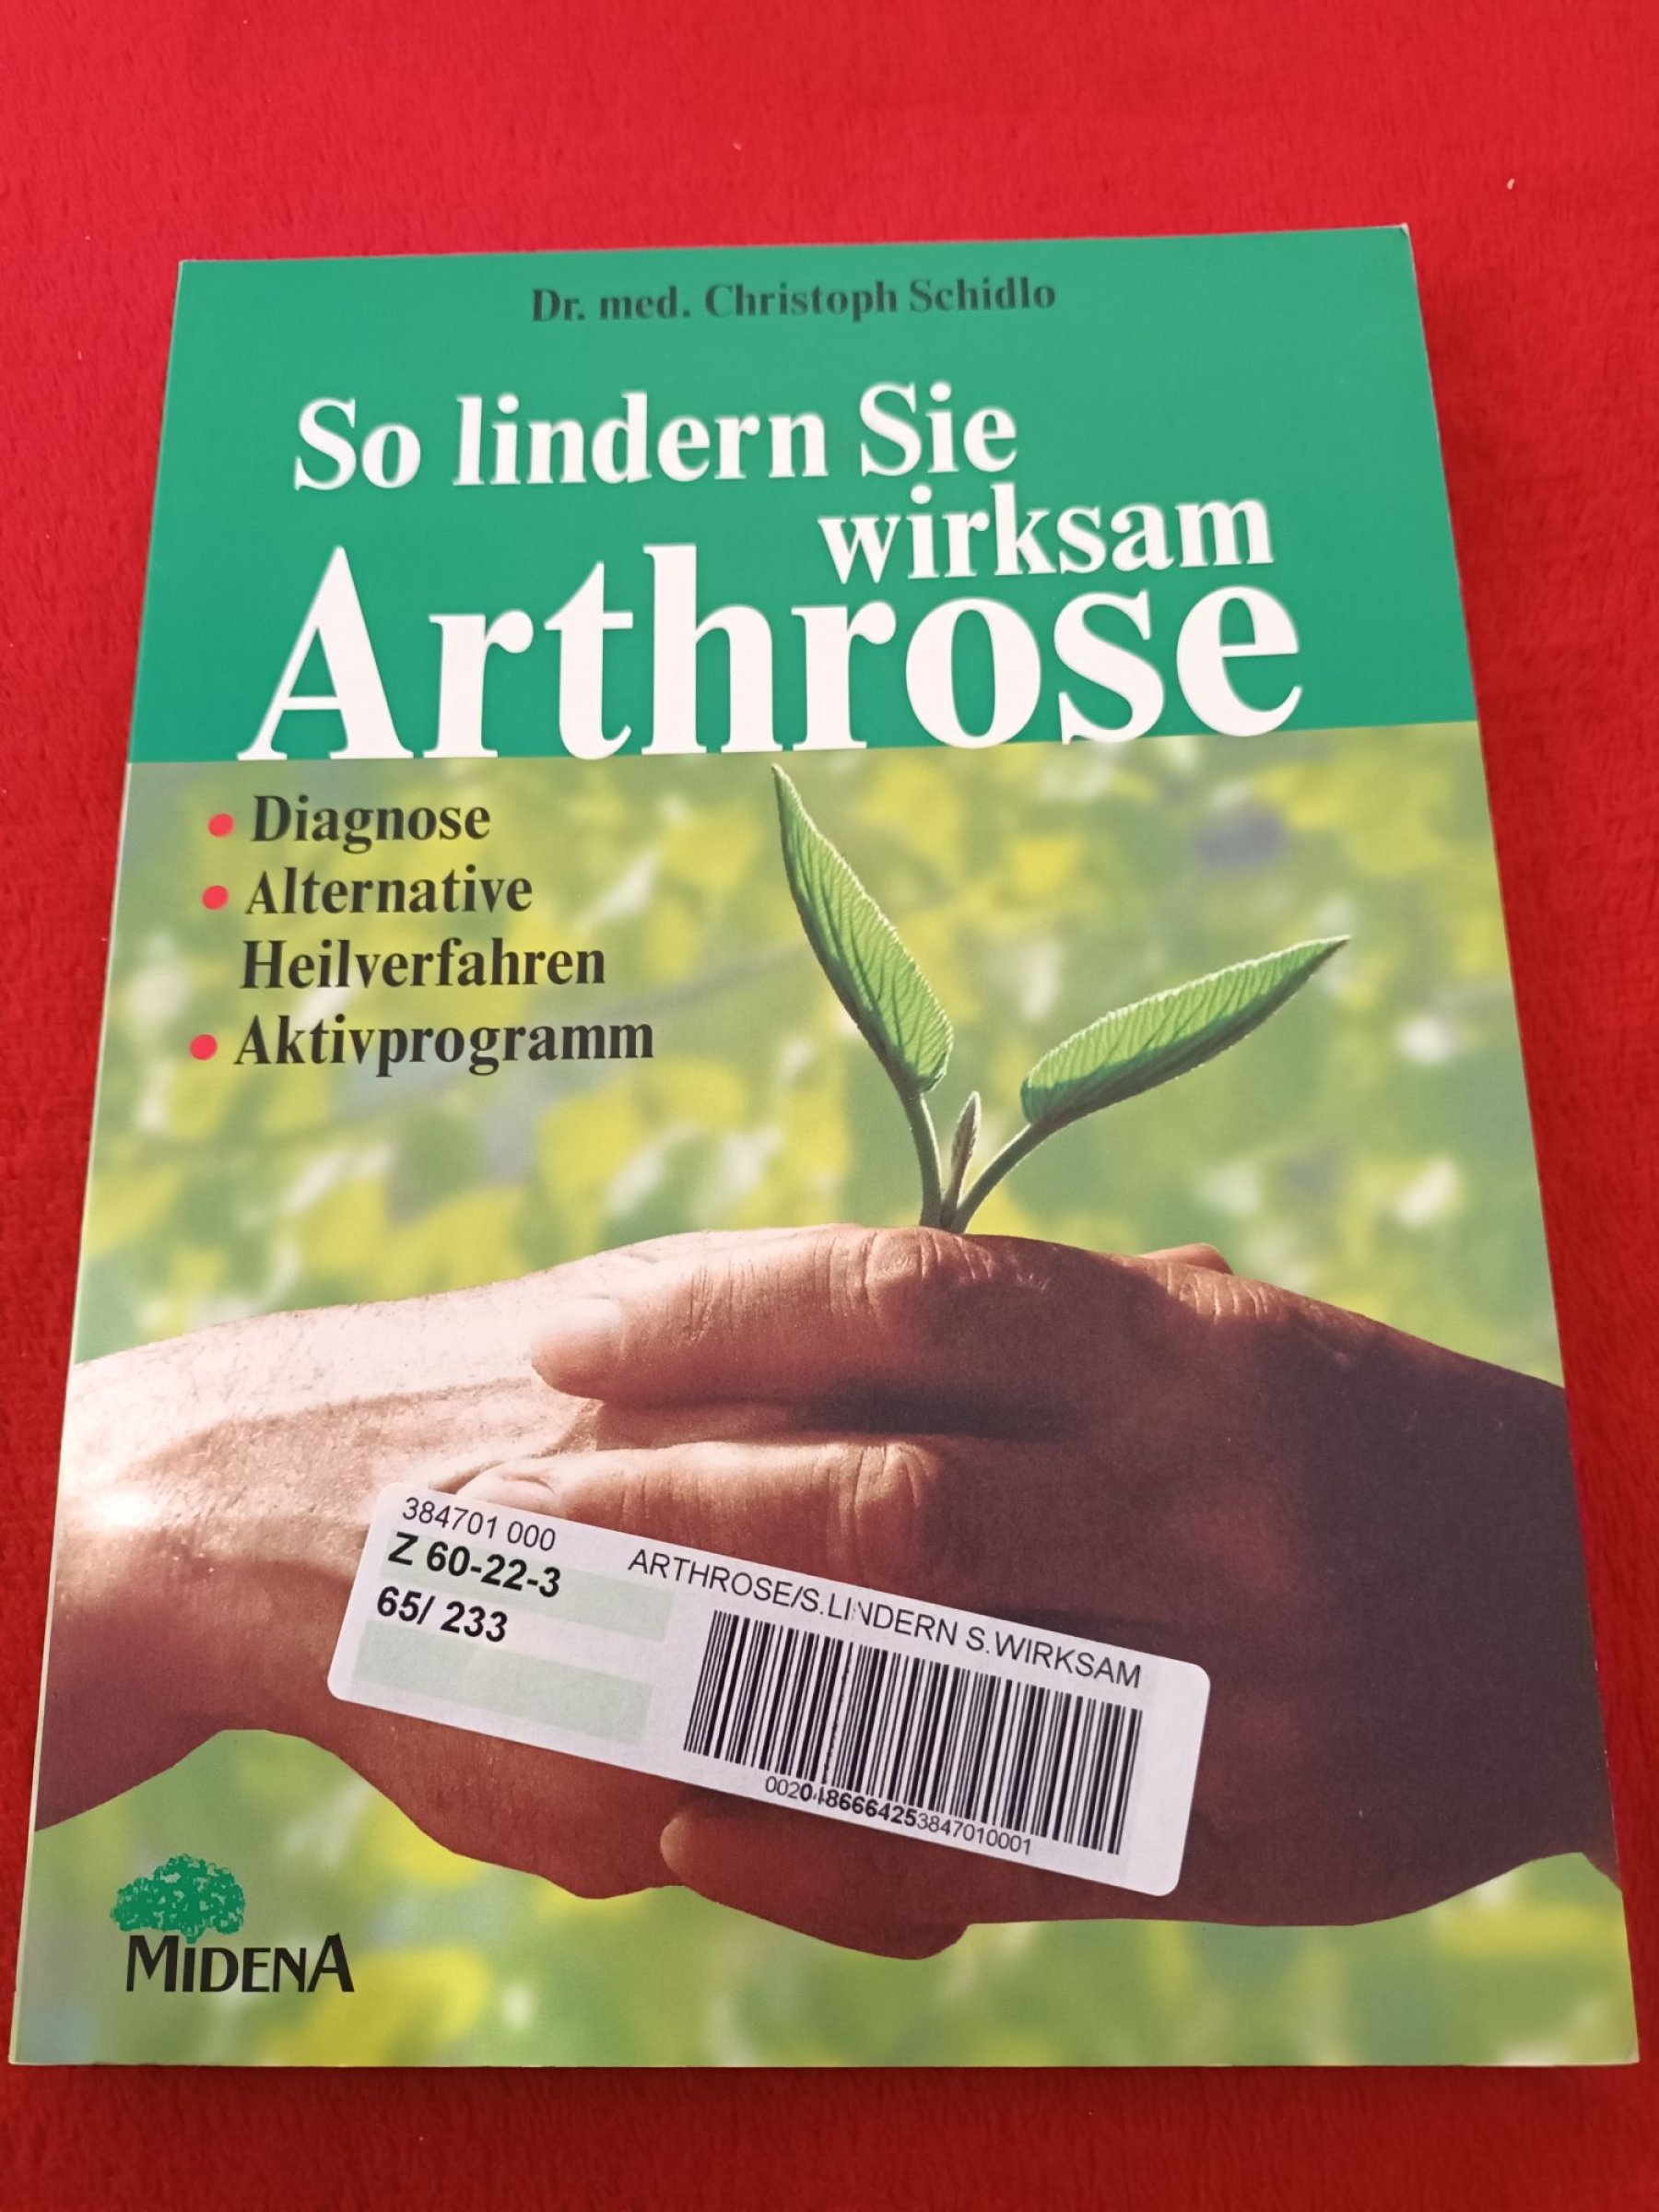 Dr. med. Christoph Schidlo
So lindern Sie
wirksam
Arthrose
• Diagnose
• Alternative
Heilverfahren
• Aktivprogramm
384701 000
Z 60-22-3
65/ 233
ARTHROSE/S.LINDERN S.WIRKSAM
0020486664253847010001
MIDENA